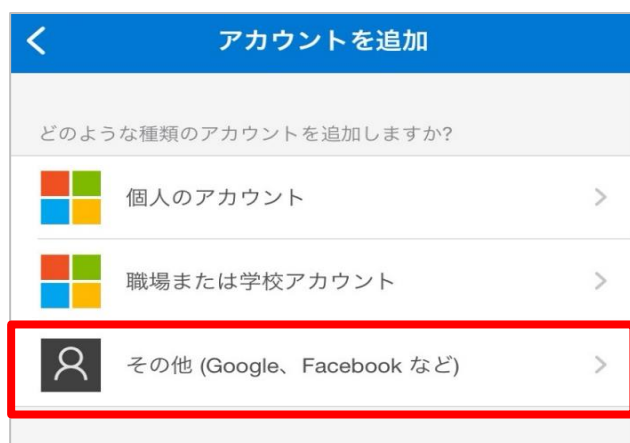 アカウントを追加
どのような種類のアカウントを追加しますか?
個人のアカウント
職場または学校アカウント
その他 (Google、Facebook など)